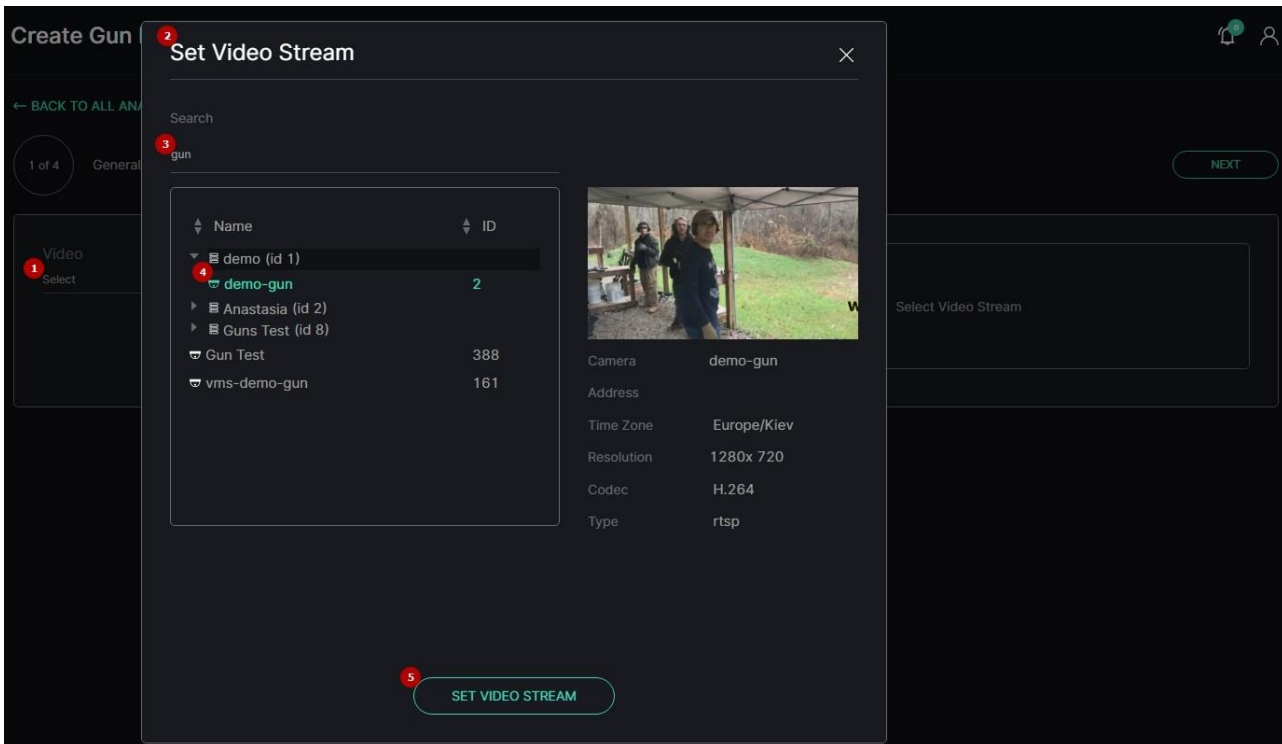 Create Gun
2
Set Video Stream
0
← BACK TO ALL ANA
Search
3
gun
1 of 4
General
NEXT
Name
ID
Video
demo (id 1)
1
Select
4
demo-gun
2
Anastasia (id 2)
Select Video Stream
Guns Test (id 8)
Gun Test
388
Camera
demo-gun
vms-demo-gun
161
Address
Time Zone
Europe/Kiev
Resolution
1280x 720
Codec
H.264
Type
rtsp
5
SET VIDEO STREAM